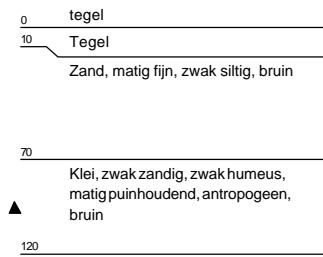 0 tegel
10 Tegel
Zand, matig fijn, zwak siltig, bruin
70
Klei, zwak zandig, zwak humeus,
matig puinhoudend, antropogeen,
bruin
120